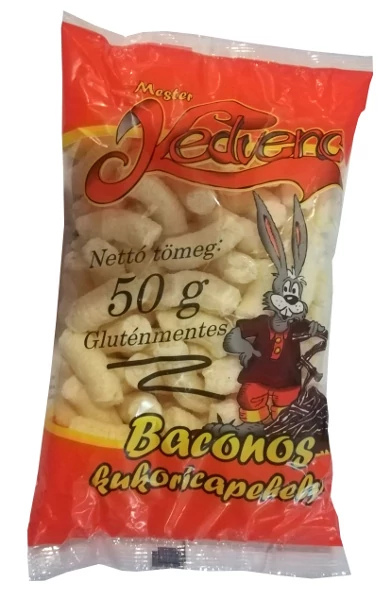 Mester
Kedvenc
Nettó tömeg:
50 g
Gluténmentes
Baconos...
kukoricapehely